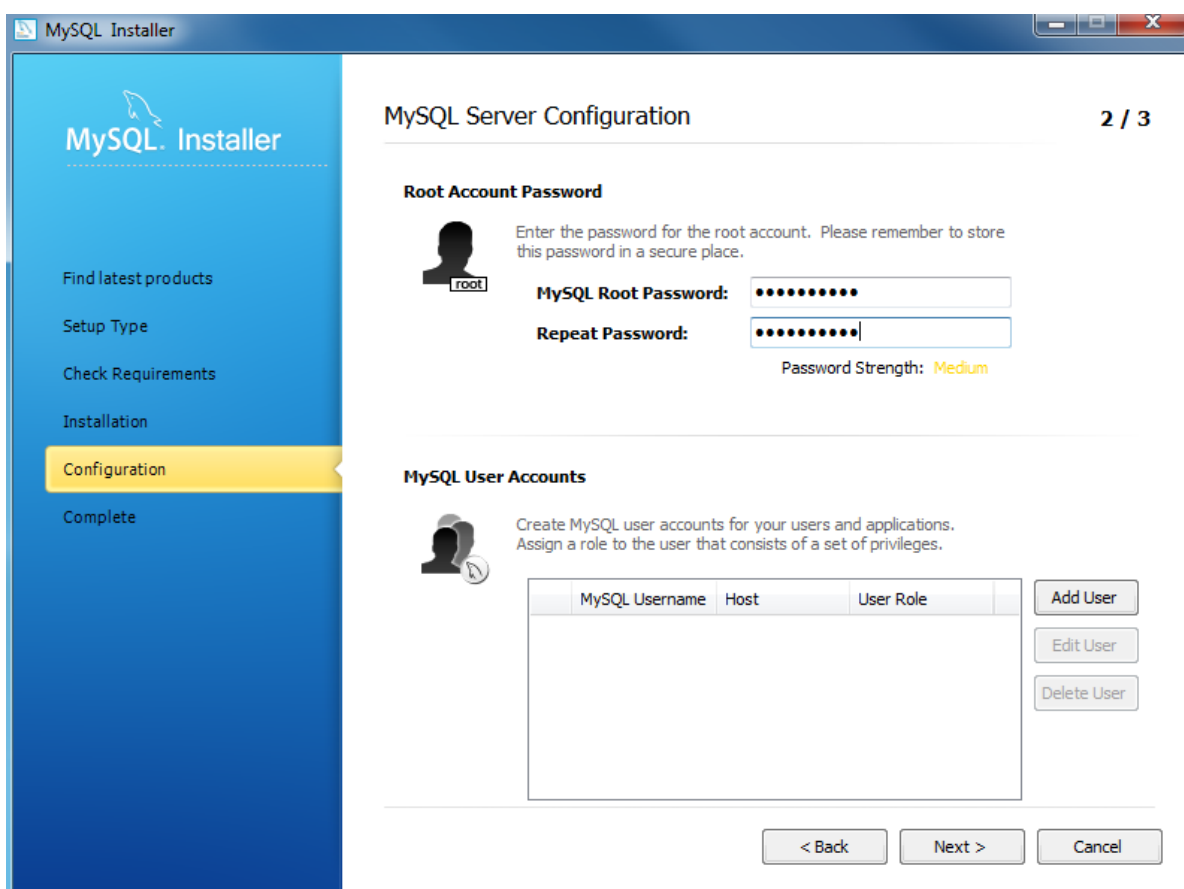 MySQL Installer
MySQL. Installer
MySQL Server Configuration
2 / 3
Find latest products
Setup Type
Check Requirements
Installation
Configuration
Complete
Root Account Password
Enter the password for the root account. Please remember to store
this password in a secure place.
root
MySQL Root Password: ●●●●●●●●●●
Repeat Password: ●●●●●●●●●●
Password Strength: Medium
MySQL User Accounts
Create MySQL user accounts for your users and applications.
Assign a role to the user that consists of a set of privileges.
MySQL Username Host User Role
Add User
Edit User
Delete User
< Back Next > Cancel